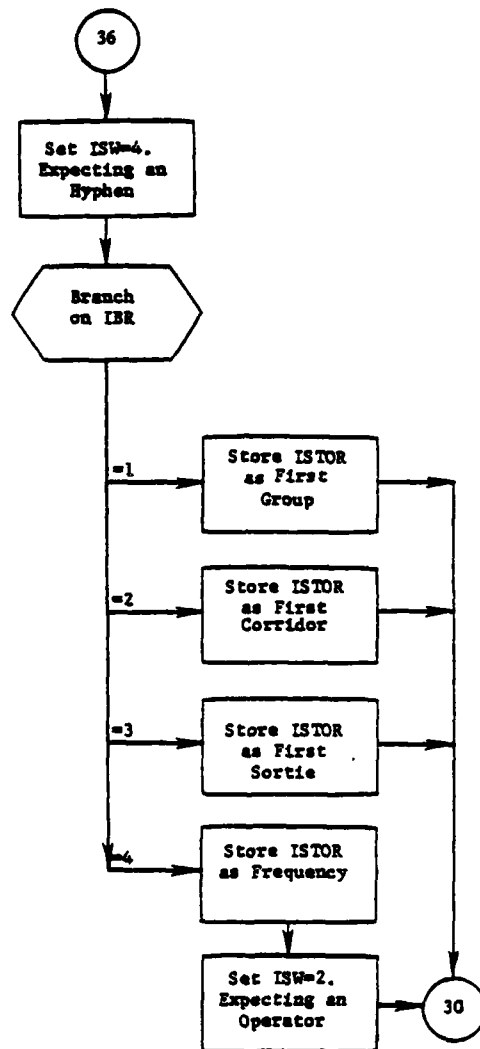 36
Set ISW=4.
Expecting an
Hyphen
Branch
on IBR
=1
Store ISTOR
as First
Group
=2
Store ISTOR
as First
Corridor
=3
Store ISTOR
as First
Sortie
=4
Store ISTOR
as Frequency
Set ISW=2.
Expecting an
Operator
30